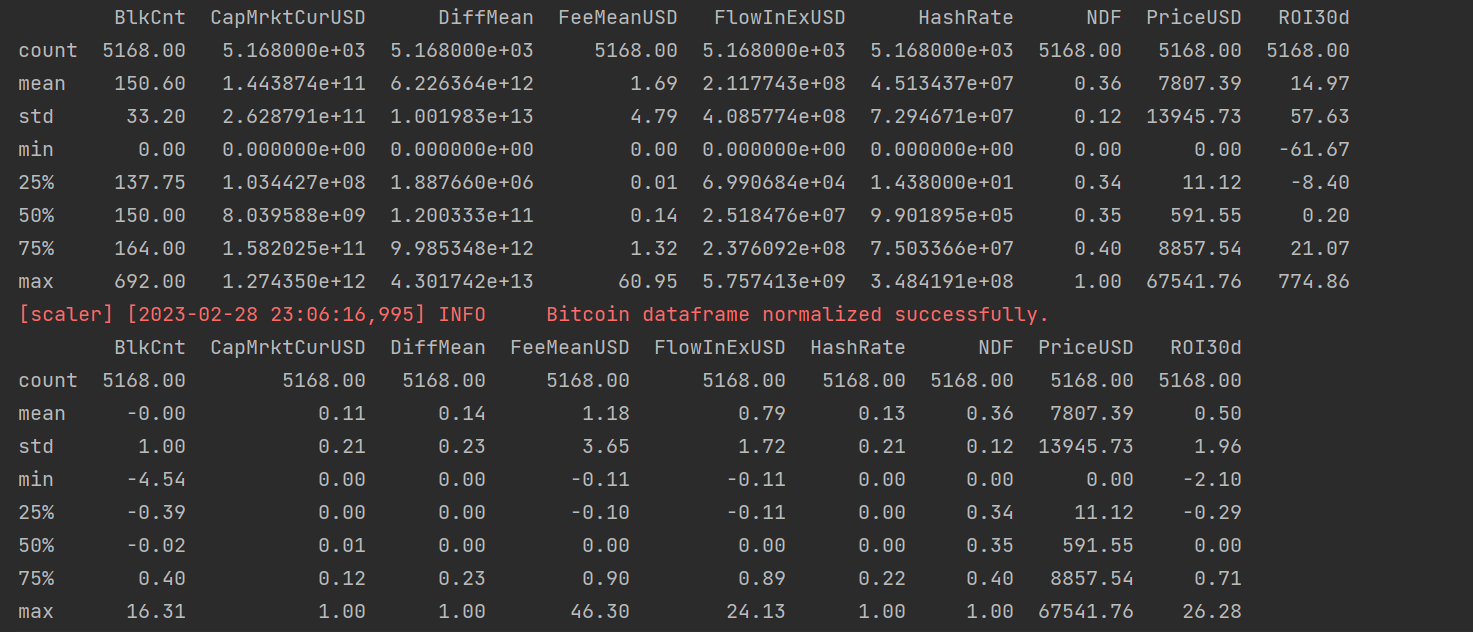 BlkCnt CapMrktCurUSD DiffMean FeeMeanUSD FlowInExUSD HashRate NDF PriceUSD ROI30d
count 5168.00 5.168000e+03 5.168000e+03 5168.00 5.168000e+03 5.168000e+03 5168.00 5168.00 5168.00
mean 150.60 1.443874e+11 6.226364e+12 1.69 2.117743e+08 4.513437e+07 0.36 7807.39 14.97
std 33.20 2.628791e+11 1.001983e+13 4.79 4.085774e+08 7.294671e+07 0.12 13945.73 57.63
min 0.00 0.000000e+00 0.000000e+00 0.00 0.000000e+00 0.000000e+00 0.00 0.00 -61.67
25% 137.75 1.034427e+08 1.887660e+06 0.01 6.990684e+04 1.438000e+01 0.34 11.12 -8.40
50% 150.00 8.039588e+09 1.200333e+11 0.14 2.518476e+07 9.901895e+05 0.35 591.55 0.20
75% 164.00 1.582025e+11 9.985348e+12 1.32 2.376092e+08 7.503366e+07 0.40 8857.54 21.07
max 692.00 1.274350e+12 4.301742e+13 60.95 5.757413e+09 3.484191e+08 1.00 67541.76 774.86
[scaler] [2023-02-28 23:06:16,995] INFO Bitcoin dataframe normalized successfully.
BlkCnt CapMrktCurUSD DiffMean FeeMeanUSD FlowInExUSD HashRate NDF PriceUSD ROI30d
count 5168.00 5168.00 5168.00 5168.00 5168.00 5168.00 5168.00 5168.00 5168.00
mean -0.00 0.11 0.14 1.18 0.79 0.13 0.36 7807.39 0.50
std 1.00 0.21 0.23 3.65 1.72 0.21 0.12 13945.73 1.96
min -4.54 0.00 0.00 -0.11 -0.11 0.00 0.00 0.00 -2.10
25% -0.39 0.00 0.00 -0.10 -0.11 0.00 0.34 11.12 -0.29
50% -0.02 0.01 0.00 0.00 0.00 0.00 0.35 591.55 0.00
75% 0.40 0.12 0.23 0.90 0.89 0.22 0.40 8857.54 0.71
max 16.31 1.00 1.00 46.30 24.13 1.00 1.00 67541.76 26.28